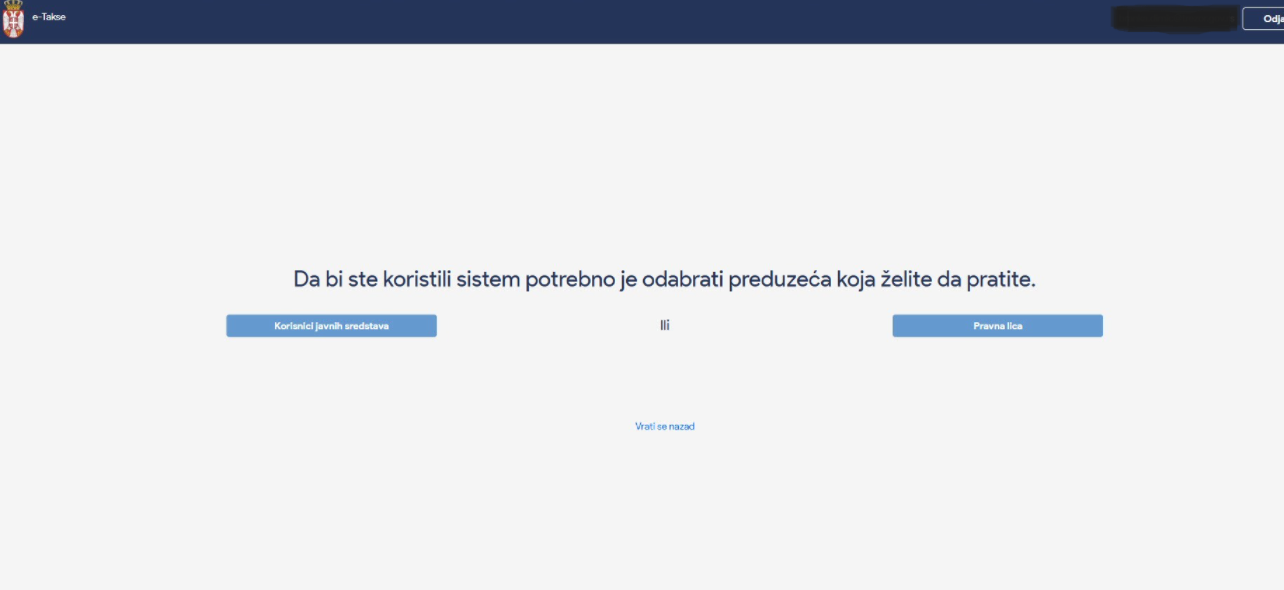 e-Takse
Odja
Da bi ste koristili sistem potrebno je odabrati preduzeća koja želite da pratite.
Korisnici javnih sredstava
Ili
Pravna lica
Vrati se nazad